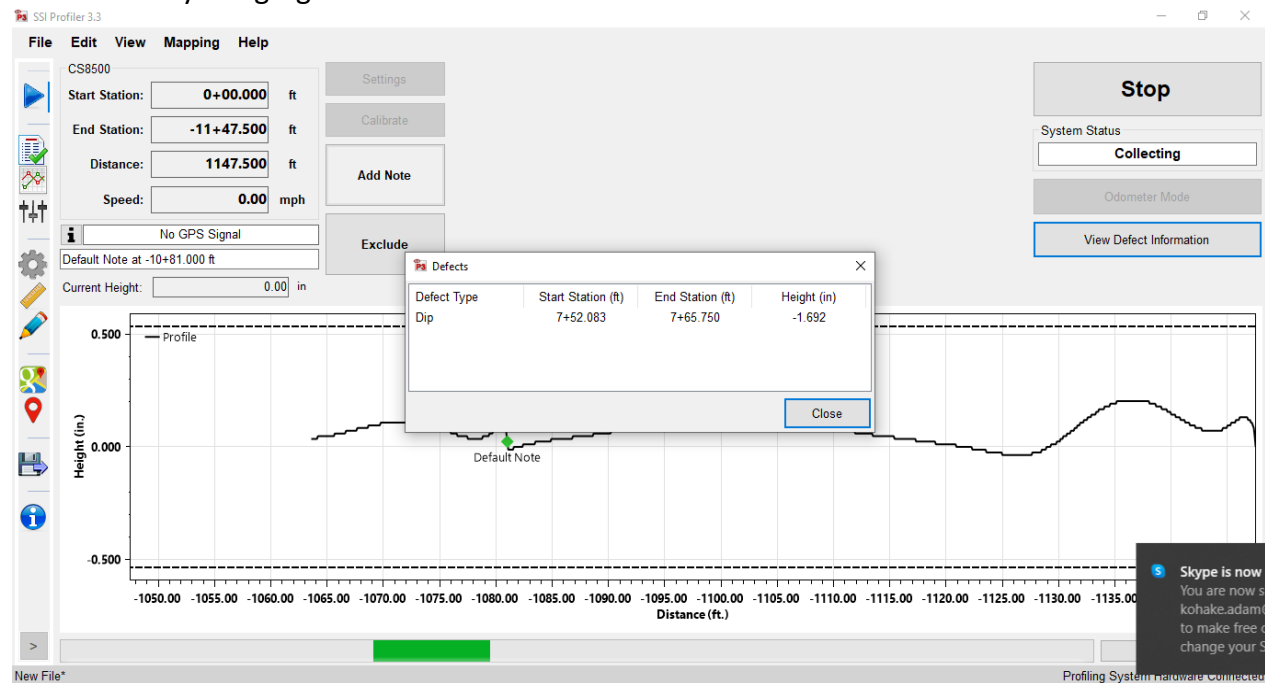 SSI Profiler 3.3
File Edit View Mapping Help
CS8500
Start Station: 0+00.000 ft
End Station: -11+47.500 ft
Distance: 1147.500 ft
Speed: 0.00 mph
i No GPS Signal
Default Note at -10+81.000 ft
Current Height: 0.00 in
Settings
Calibrate
Add Note
Exclude
Stop
System Status
Collecting
Odometer Mode
View Defect Information
Defects
Defect Type Start Station (ft) End Station (ft) Height (in)
Dip 7+52.083 7+65.750 -1.692
Close
Profile
Height (in.)
0.500
0.000
-0.500
Default Note
-1050.00 -1055.00 -1060.00 -1065.00 -1070.00 -1075.00 -1080.00 -1085.00 -1090.00 -1095.00 -1100.00 -1105.00 -1110.00 -1115.00 -1120.00 -1125.00 -1130.00 -1135.00
Distance (ft.)
Skype is now
You are now s
kohake.adam
to make free
change your S
>
New File*
Profiling System Hardware Connected